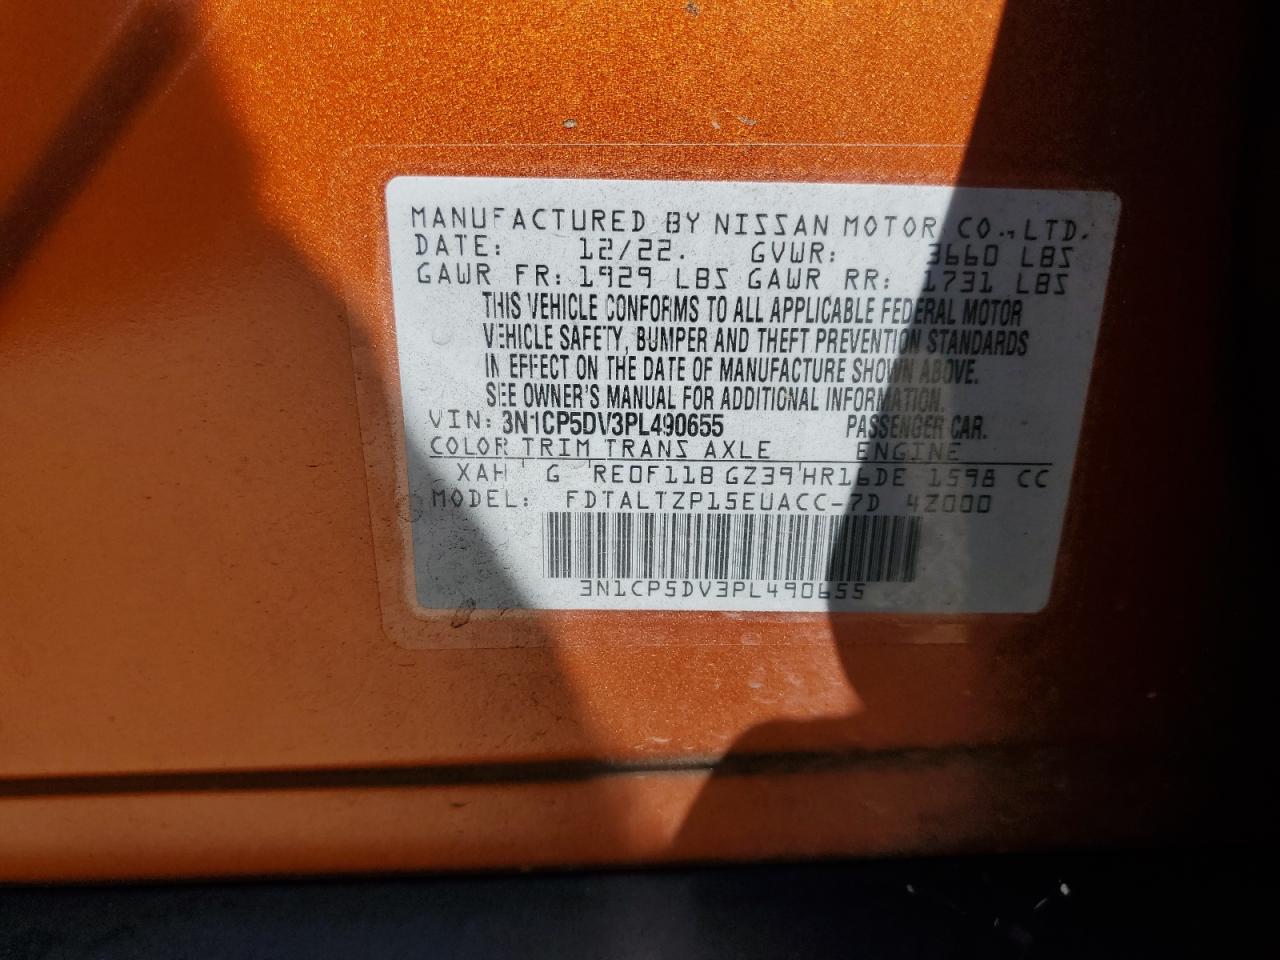 MANUFACTURED BY NISSAN MOTOR CO.,LTD.
DATE: 12/22. GVWR: 3660 LBS
GAWR FR: 1929 LBS GAWR RR: 1731 LBS
THIS VEHICLE CONFORMS TO ALL APPLICABLE FEDERAL MOTOR
VEHICLE SAFETY, BUMPER AND THEFT PREVENTION STANDARDS
IN EFFECT ON THE DATE OF MANUFACTURE SHOWN ABOVE.
SEE OWNER'S MANUAL FOR ADDITIONAL INFORMATION.
VIN: 3N1CP5DV3PL490655 PASSENGER CAR.
COLOR TRIM TRANS AXLE ENGINE
XAH G RE0F11B GZ39 HR16DE 1598 CC
MODEL: FDTALTZP15EUACC-7D 4Z000
3N1CP5DV3PL490655